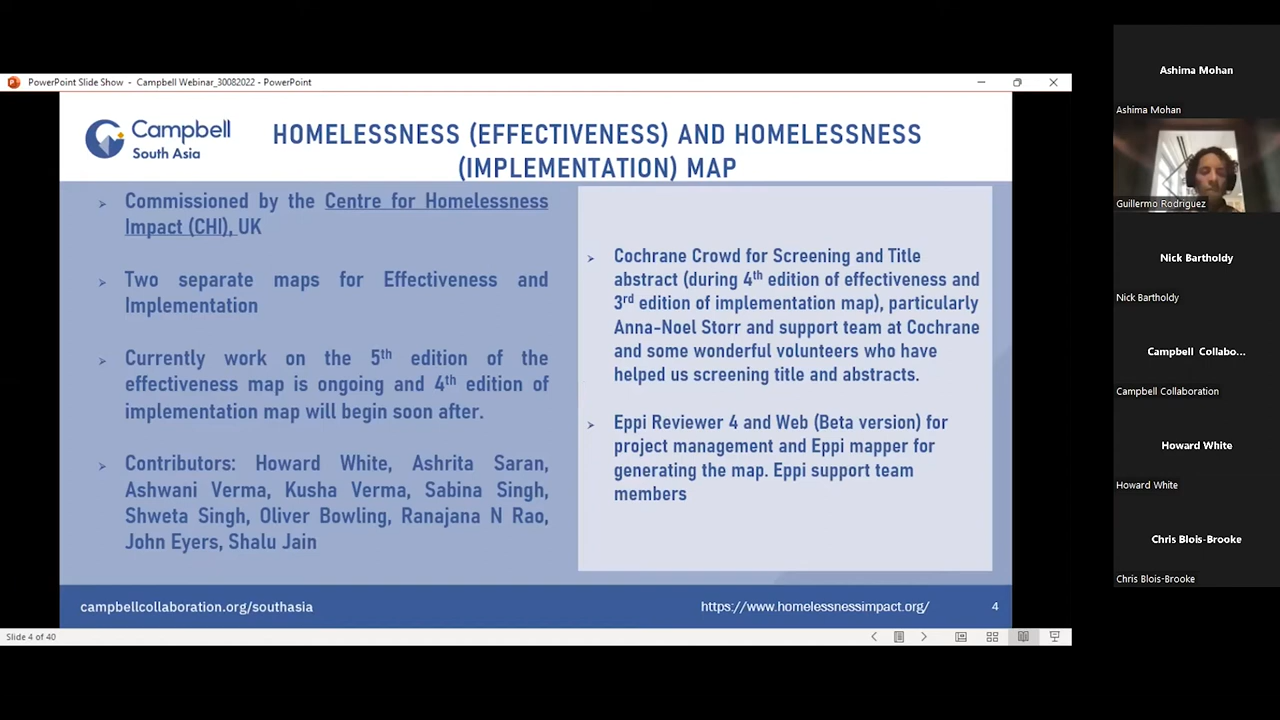 PowerPoint Slide Show - Campbell Webinar_30082022 - PowerPoint
Campbell
South Asia
HOMELESSNESS (EFFECTIVENESS) AND HOMELESSNESS
(IMPLEMENTATION) MAP
Commissioned by the Centre for Homelessness
Impact (CHI), UK
Two separate maps for Effectiveness and
Implementation
Currently work on the 5th edition of the
effectiveness map is ongoing and 4th edition of
implementation map will begin soon after.
Contributors: Howard White, Ashrita Saran,
Ashwani Verma, Kusha Verma, Sabina Singh,
Shweta Singh, Oliver Bowling, Ranajana N Rao,
John Eyers, Shalu Jain
Cochrane Crowd for Screening and Title
abstract (during 4th edition of effectiveness and
3rd edition of implementation map), particularly
Anna-Noel Storr and support team at Cochrane
and some wonderful volunteers who have
helped us screening title and abstracts.
Eppi Reviewer 4 and Web (Beta version) for
project management and Eppi mapper for
generating the map. Eppi support team
members
campbellcollaboration.org/southasia
https://www.homelessnessimpact.org/
4
Slide 4 of 40
Ashima Mohan
Ashima Mohan
Guillermo Rodriguez
Nick Bartholdy
Nick Bartholdy
Campbell Collabo...
Campbell Collaboration
Howard White
Howard White
Chris Blois-Brooke
Chris Blois-Brooke